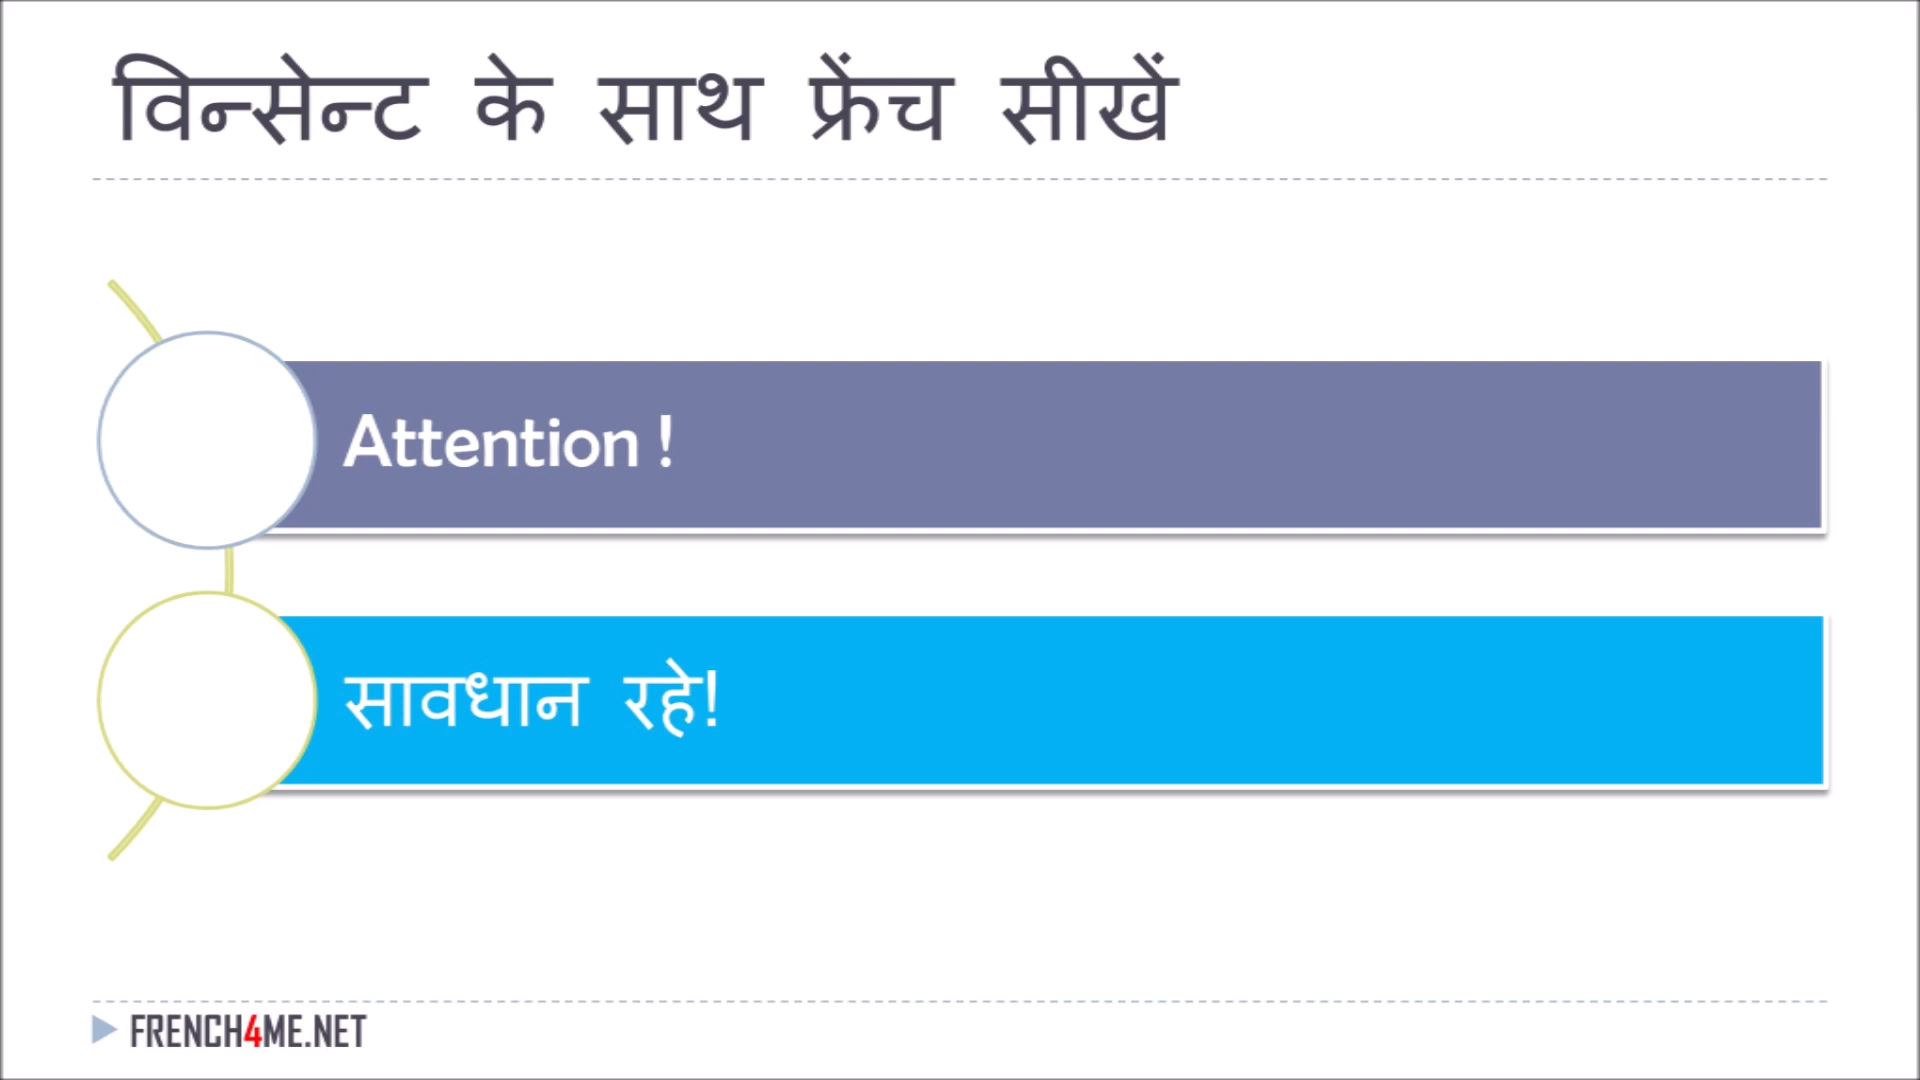 विन्सेन्ट के साथ फ्रेंच सीखें
Attention !
सावधान रहे!
FRENCH4ME.NET